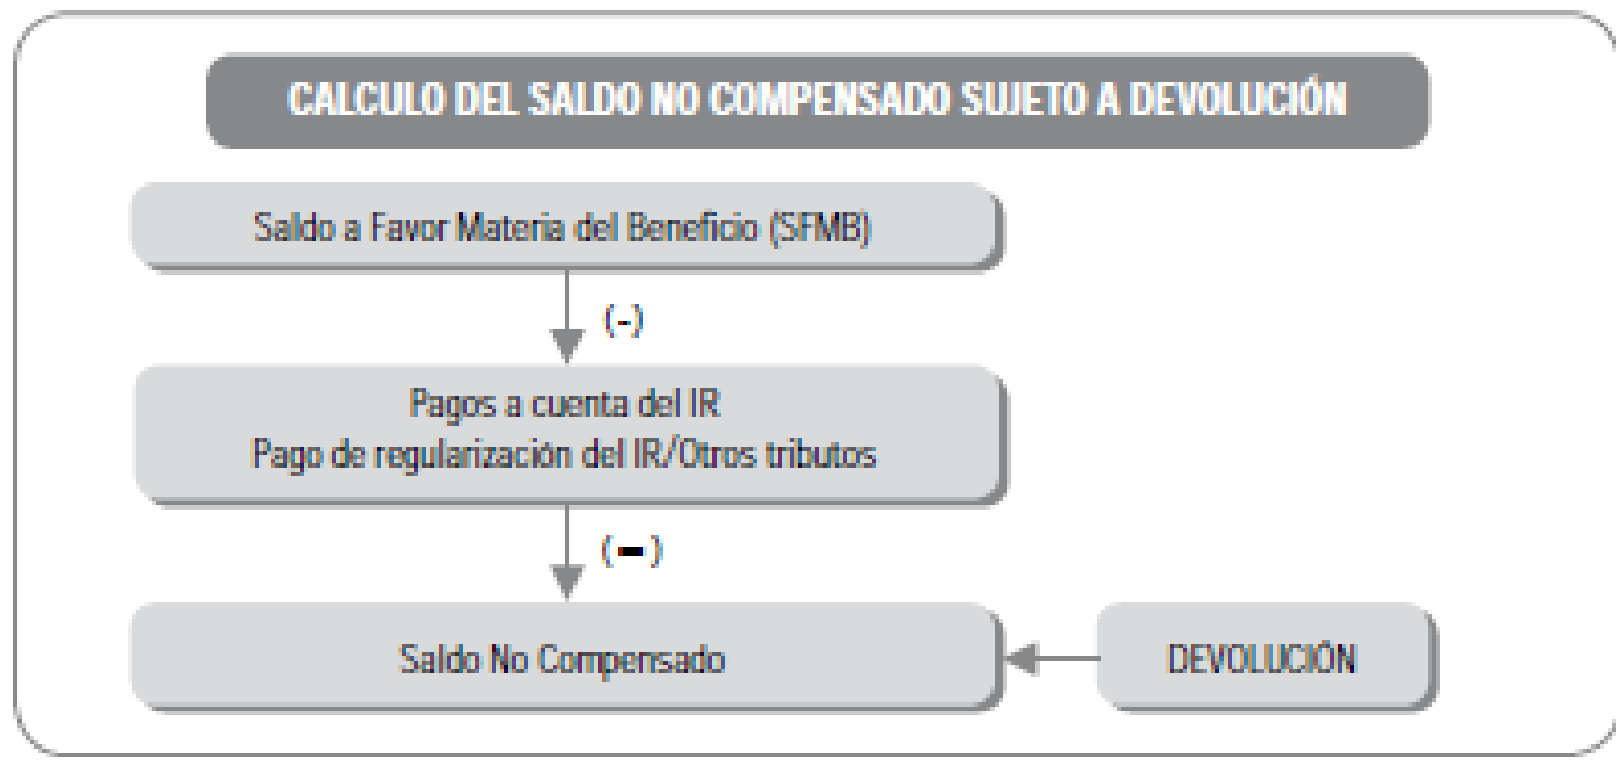 CALCULO DEL SALDO NO COMPENSADO SUJETO A DEVOLUCIÓN
Saldo a Favor Materia del Beneficio (SFMB)
(-)
Pagos a cuenta del IR
Pago de regularización del IR/Otros tributos
(–)
Saldo No Compensado
DEVOLUCIÓN